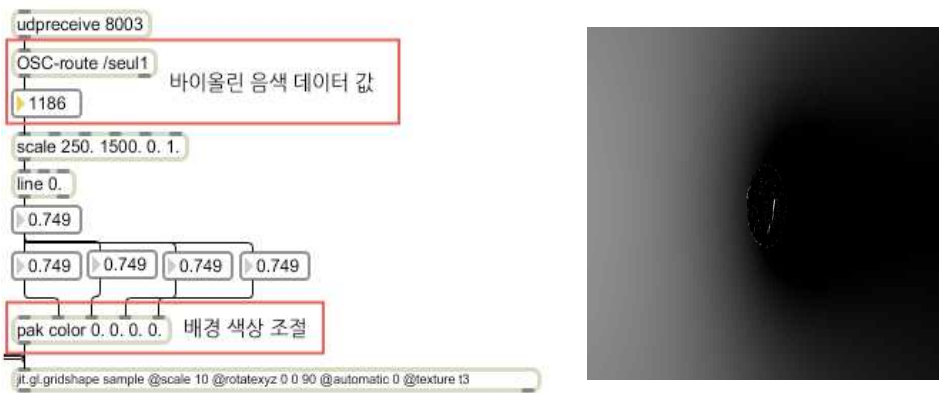 udpreceive 8003
OSC-route /seul1
바이올린 음색 데이터 값
1186
scale 250. 1500. 0. 1.
line 0.
0.749
0.749 0.749 0.749 0.749
pak color 0. 0. 0. 0.
배경 색상 조절
jit.gl.gridshape sample @scale 10 @rotatexyz 0 0 90 @automatic 0 @texture t3